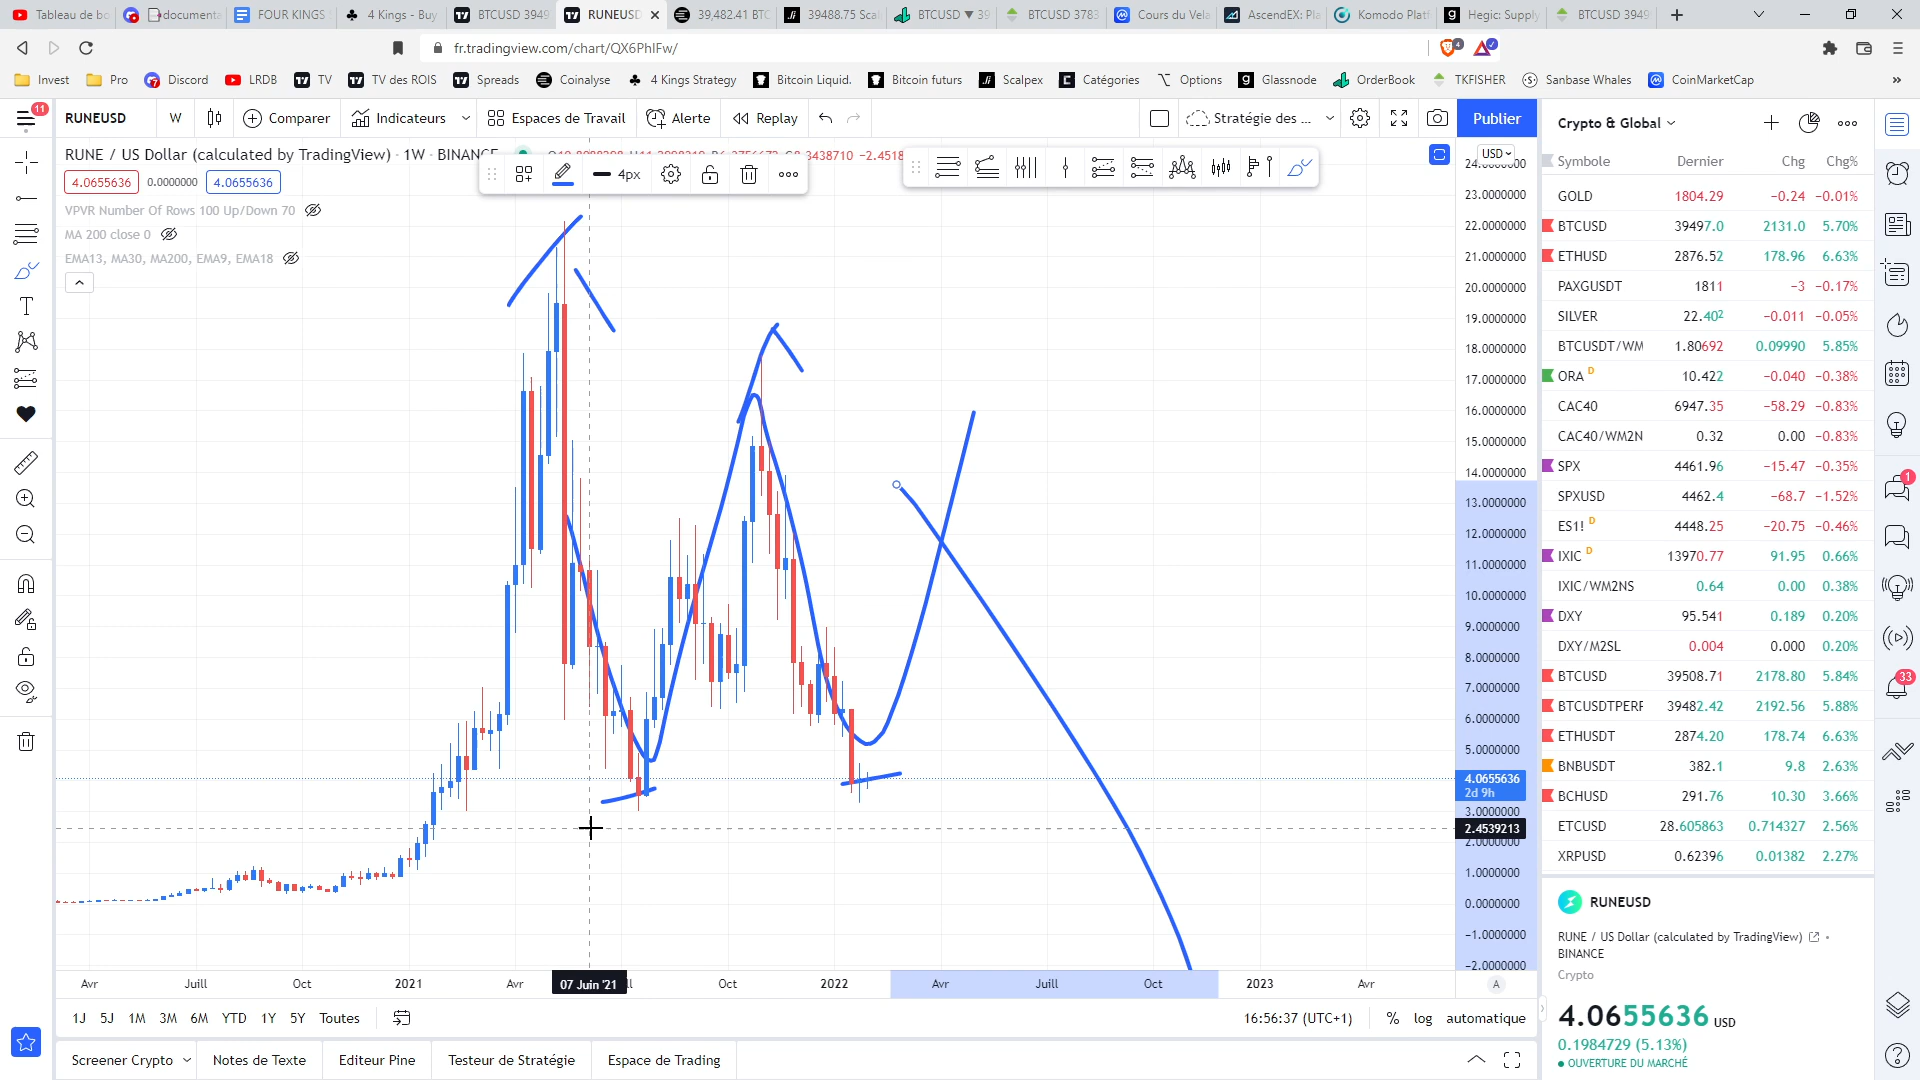 Tableau de bo
documenta
FOUR KINGS
4 Kings - Buy
BTCUSD 3949
RUNEUSD
39,482.41 BTC
39488.75 Scal
BTCUSD ▼ 39
BTCUSD 3783
Cours du Vela
AscendEX: Pla
Komodo Platf
Hegic: Supply
BTCUSD 3949
fr.tradingview.com/chart/QX6PhIFw/
4
Invest
Pro
Discord
LRDB
TV
TV des ROIS
Spreads
Coinalyse
4 Kings Strategy
Bitcoin Liquid.
Bitcoin futurs
Scalpex
Catégories
Options
Glassnode
OrderBook
TKFISHER
Sanbase Whales
CoinMarketCap
»
11
RUNEUSD
W
Comparer
Indicateurs
Espaces de Travail
Alerte
Replay
Stratégie des ...
Publier
RUNE / US Dollar (calculated by TradingView) · 1W · BINANCE
4.0655636 0.0000000 4.0655636
VPVR Number Of Rows 100 Up/Down 70
MA 200 close 0
EMA13, MA30, MA200, EMA9, EMA18
4px
USD
23.0000000
22.0000000
21.0000000
20.0000000
19.0000000
18.0000000
17.0000000
16.0000000
15.0000000
14.0000000
13.0000000
12.0000000
11.0000000
10.0000000
9.0000000
8.0000000
7.0000000
6.0000000
5.0000000
4.0655636
2d 9h
3.0000000
2.4539213
2.0000000
1.0000000
0.0000000
−1.0000000
−2.0000000
Avr
Juill
Oct
2021
Avr
07 Juin '21
Oct
2022
Avr
Juill
Oct
2023
Avr
A
1J 5J 1M 3M 6M YTD 1Y 5Y Toutes
16:56:37 (UTC+1)
% log automatique
Screener Crypto
Notes de Texte
Editeur Pine
Testeur de Stratégie
Espace de Trading
Crypto & Global
Symbole Dernier Chg Chg%
GOLD 1804.29 −0.24 −0.01%
BTCUSD 39497.0 2131.0 5.70%
ETHUSD 2876.52 178.96 6.63%
PAXGUSDT 1811 −3 −0.17%
SILVER 22.402 −0.011 −0.05%
BTCUSDT/WM 1.80692 0.09990 5.85%
ORA D 10.422 −0.040 −0.38%
CAC40 6947.35 −58.29 −0.83%
CAC40/WM2N 0.32 0.00 −0.83%
SPX 4461.96 −15.47 −0.35%
SPXUSD 4462.4 −68.7 −1.52%
ES1! D 4448.25 −20.75 −0.46%
IXIC D 13970.77 91.95 0.66%
IXIC/WM2NS 0.64 0.00 0.38%
DXY 95.541 0.189 0.20%
DXY/M2SL 0.004 0.000 0.20%
BTCUSD 39508.71 2178.80 5.84%
BTCUSDTPERF 39482.42 2192.56 5.88%
ETHUSDT 2874.20 178.74 6.63%
BNBUSDT 382.1 9.8 2.63%
BCHUSD 291.76 10.30 3.66%
ETCUSD 28.605863 0.714327 2.56%
XRPUSD 0.62396 0.01382 2.27%
RUNEUSD
RUNE / US Dollar (calculated by TradingView) •
BINANCE
Crypto
4.0655636 USD
0.1984729 (5.13%)
● OUVERTURE DU MARCHÉ
1
33